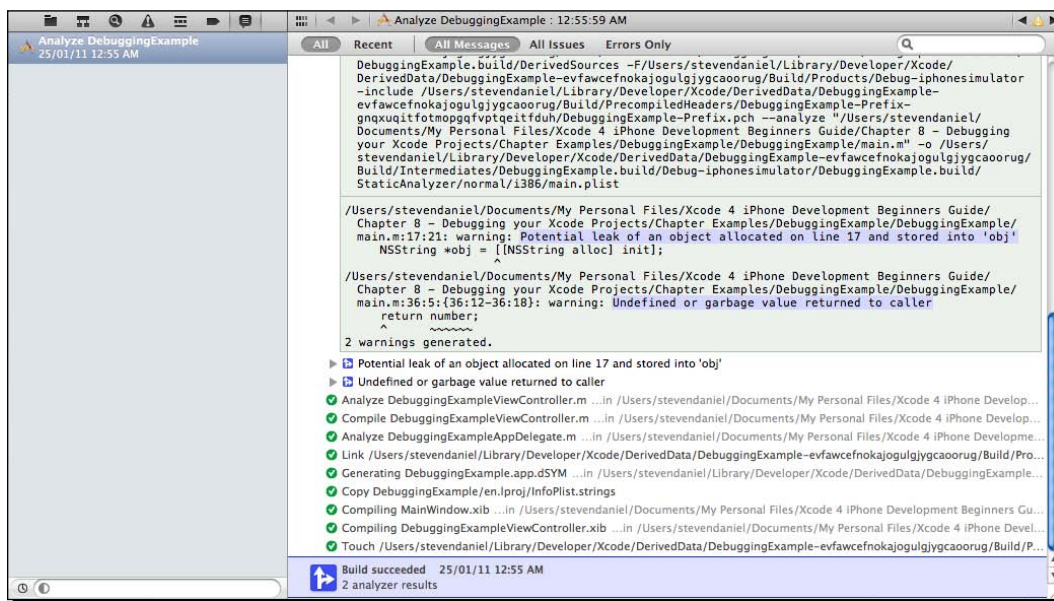 Analyze DebuggingExample : 12:55:59 AM
Analyze DebuggingExample
25/01/11 12:55 AM
All Recent All Messages All Issues Errors Only
DebuggingExample.build/DerivedSources -F/Users/stevendaniel/Library/Developer/Xcode/
DerivedData/DebuggingExample-evfawcefnokajogulgjygcaoorug/Build/Products/Debug-iphonesimulator
-include /Users/stevendaniel/Library/Developer/Xcode/DerivedData/DebuggingExample-
evfawcefnokajogulgjygcaoorug/Build/PrecompiledHeaders/DebuggingExample-Prefix-
gnqxuqitfotmopgqfvptqeitfduh/DebuggingExample-Prefix.pch --analyze "/Users/stevendaniel/
Documents/My Personal Files/Xcode 4 iPhone Development Beginners Guide/Chapter 8 - Debugging
your Xcode Projects/Chapter Examples/DebuggingExample/DebuggingExample/main.m" -o /Users/
stevendaniel/Library/Developer/Xcode/DerivedData/DebuggingExample-evfawcefnokajogulgjygcaoorug/
Build/Intermediates/DebuggingExample.build/Debug-iphonesimulator/DebuggingExample.build/
StaticAnalyzer/normal/i386/main.plist
/Users/stevendaniel/Documents/My Personal Files/Xcode 4 iPhone Development Beginners Guide/
Chapter 8 - Debugging your Xcode Projects/Chapter Examples/DebuggingExample/DebuggingExample/
main.m:17:21: warning: Potential leak of an object allocated on line 17 and stored into 'obj'
NSString *obj = [[NSString alloc] init];
^
/Users/stevendaniel/Documents/My Personal Files/Xcode 4 iPhone Development Beginners Guide/
Chapter 8 - Debugging your Xcode Projects/Chapter Examples/DebuggingExample/DebuggingExample/
main.m:36:5:{36:12-36:18}: warning: Undefined or garbage value returned to caller
return number;
^ ~~~~~~
2 warnings generated.
Potential leak of an object allocated on line 17 and stored into 'obj'
Undefined or garbage value returned to caller
Analyze DebuggingExampleViewController.m ...in /Users/stevendaniel/Documents/My Personal Files/Xcode 4 iPhone Develop...
Compile DebuggingExampleViewController.m ...in /Users/stevendaniel/Documents/My Personal Files/Xcode 4 iPhone Develop...
Analyze DebuggingExampleAppDelegate.m ...in /Users/stevendaniel/Documents/My Personal Files/Xcode 4 iPhone Developme...
Link /Users/stevendaniel/Library/Developer/Xcode/DerivedData/DebuggingExample-evfawcefnokajogulgjygcaoorug/Build/Pro...
Generating DebuggingExample.app.dSYM ...in /Users/stevendaniel/Library/Developer/Xcode/DerivedData/DebuggingExample...
Copy DebuggingExample/en.lproj/InfoPlist.strings
Compiling MainWindow.xib ...in /Users/stevendaniel/Documents/My Personal Files/Xcode 4 iPhone Development Beginners Gu...
Compiling DebuggingExampleViewController.xib ...in /Users/stevendaniel/Documents/My Personal Files/Xcode 4 iPhone Devel...
Touch /Users/stevendaniel/Library/Developer/Xcode/DerivedData/DebuggingExample-evfawcefnokajogulgjygcaoorug/Build/P...
Build succeeded 25/01/11 12:55 AM
2 analyzer results